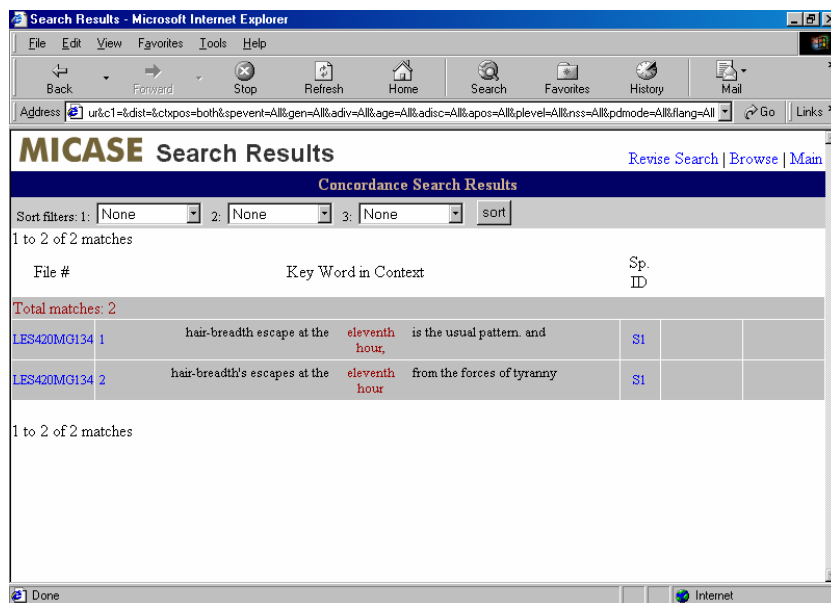 Search Results - Microsoft Internet Explorer
File Edit View Favorites Tools Help
Back Forward Stop Refresh Home Search Favorites History Mail
Address ur&c1=&dist=&ctxpos=both&spevent=All&gen=All&adiv=All&age=All&adisc=All&apos=All&plevel=All&nss=All&pdmode=All&flang=All Go Links
MICASE Search Results
Revise Search | Browse | Main
Concordance Search Results
Sort filters: 1: None 2: None 3: None sort
1 to 2 of 2 matches
File # Key Word in Context Sp. ID
Total matches: 2
LES420MG134 1 hair-breadth escape at the eleventh hour, is the usual pattern. and S1
LES420MG134 2 hair-breadth's escapes at the eleventh hour from the forces of tyranny S1
1 to 2 of 2 matches
Done Internet